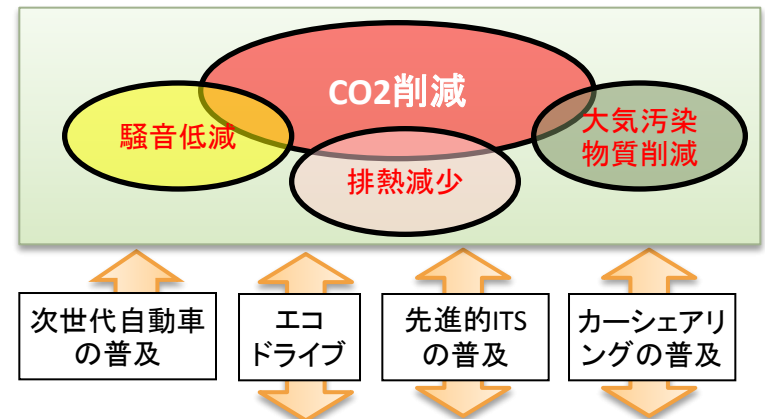 CO2削減
騒音低減
大気汚染
物質削減
排熱減少
次世代自動車
の普及
エコ
ドライブ
先進的ITS
の普及
カーシェアリ
ングの普及